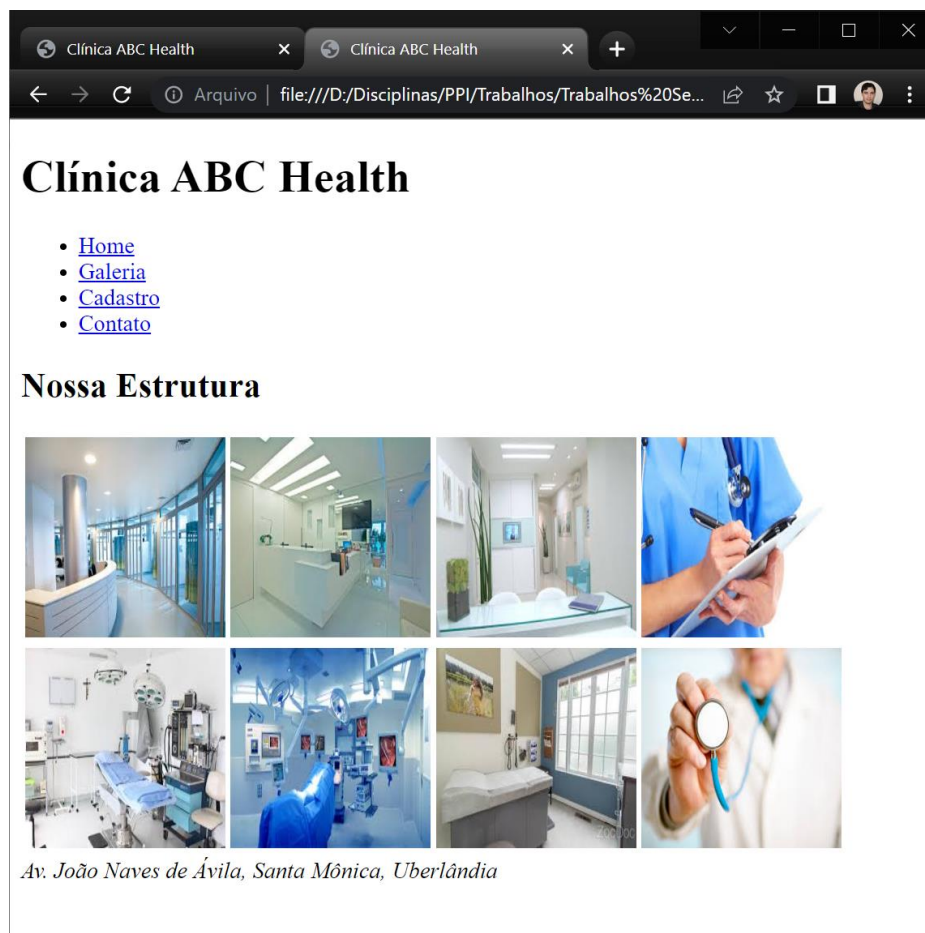 Clínica ABC Health
Clínica ABC Health
Arquivo | file:///D:/Disciplinas/PPI/Trabalhos/Trabalhos%20Se...
Clínica ABC Health
Home
Galeria
Cadastro
Contato
Nossa Estrutura
ZocDoc
Av. João Naves de Ávila, Santa Mônica, Uberlândia